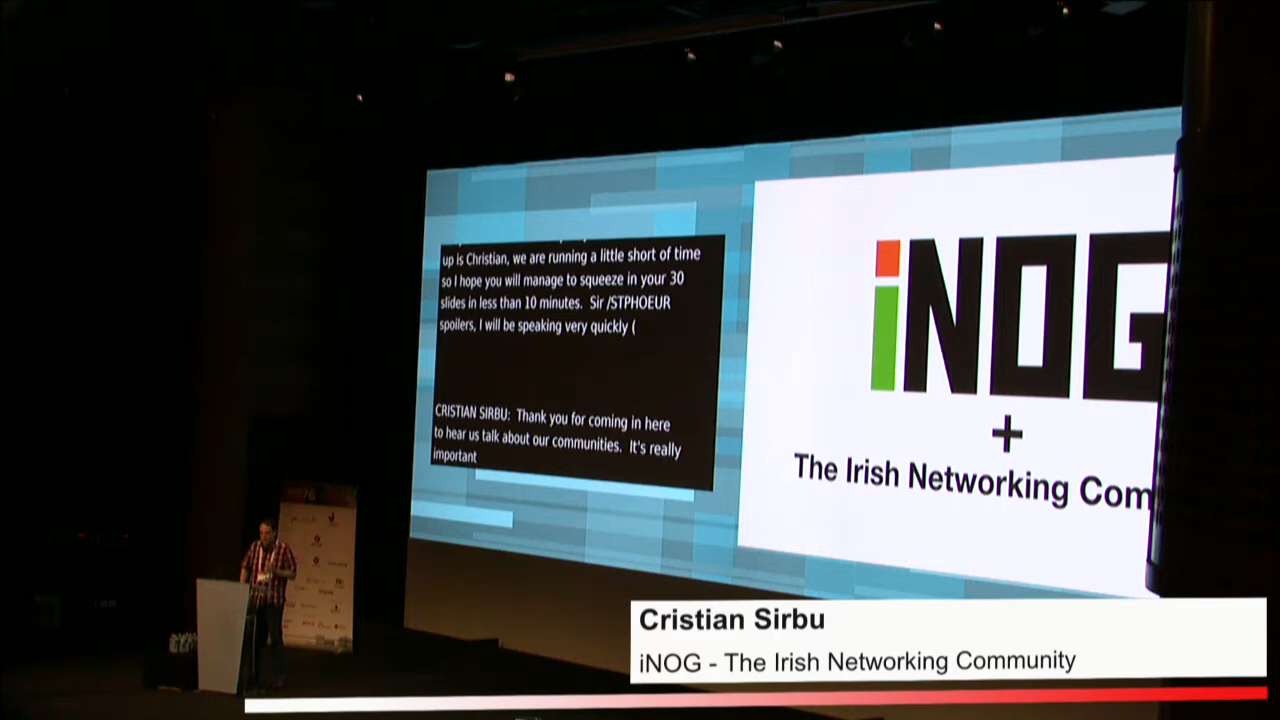 up is Christian, we are running a little short of time
so I hope you will manage to squeeze in your 30
slides in less than 10 minutes. Sir /STPHOEUR
spoilers, I will be speaking very quickly (
CRISTIAN SIRBU: Thank you for coming in here
to hear us talk about our communities. It's really
important
iNOG
+
The Irish Networking Com
Cristian Sirbu
iNOG - The Irish Networking Community